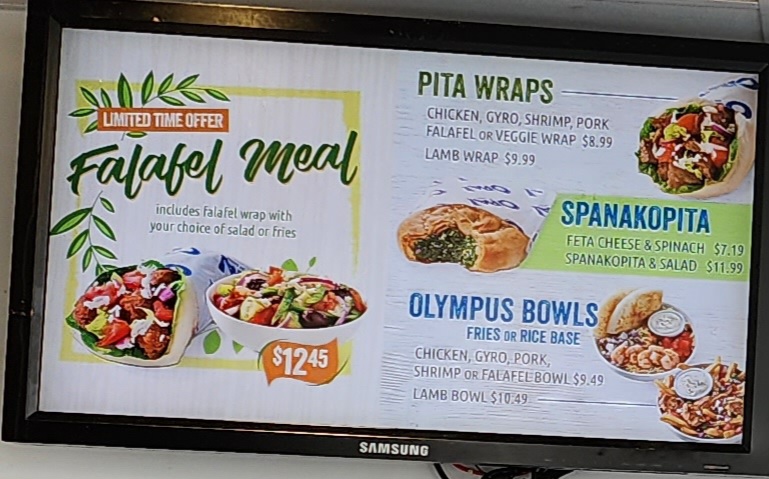 LIMITED TIME OFFER
Falafel Meal
includes falafel wrap with
your choice of salad or fries
$12.45
PITA WRAPS
CHICKEN, GYRO, SHRIMP, PORK
FALAFEL OR VEGGIE WRAP $8.99
LAMB WRAP $9.99
SPANAKOPITA
FETA CHEESE & SPINACH $7.19
SPANAKOPITA & SALAD $11.99
OLYMPUS BOWLS
FRIES OR RICE BASE
CHICKEN, GYRO, PORK,
SHRIMP OR FALAFEL BOWL $9.49
LAMB BOWL $10.49
SAMSUNG